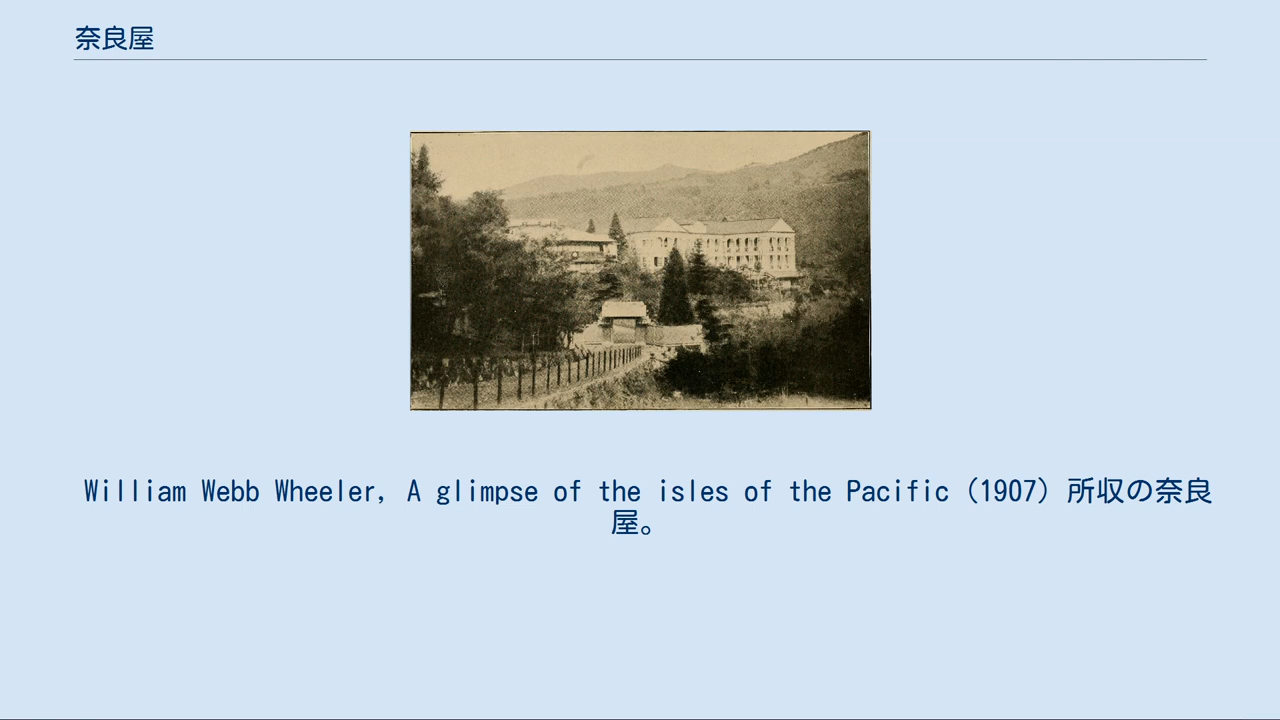 奈良屋
William Webb Wheeler, A glimpse of the isles of the Pacific（1907）所収の奈良
屋。